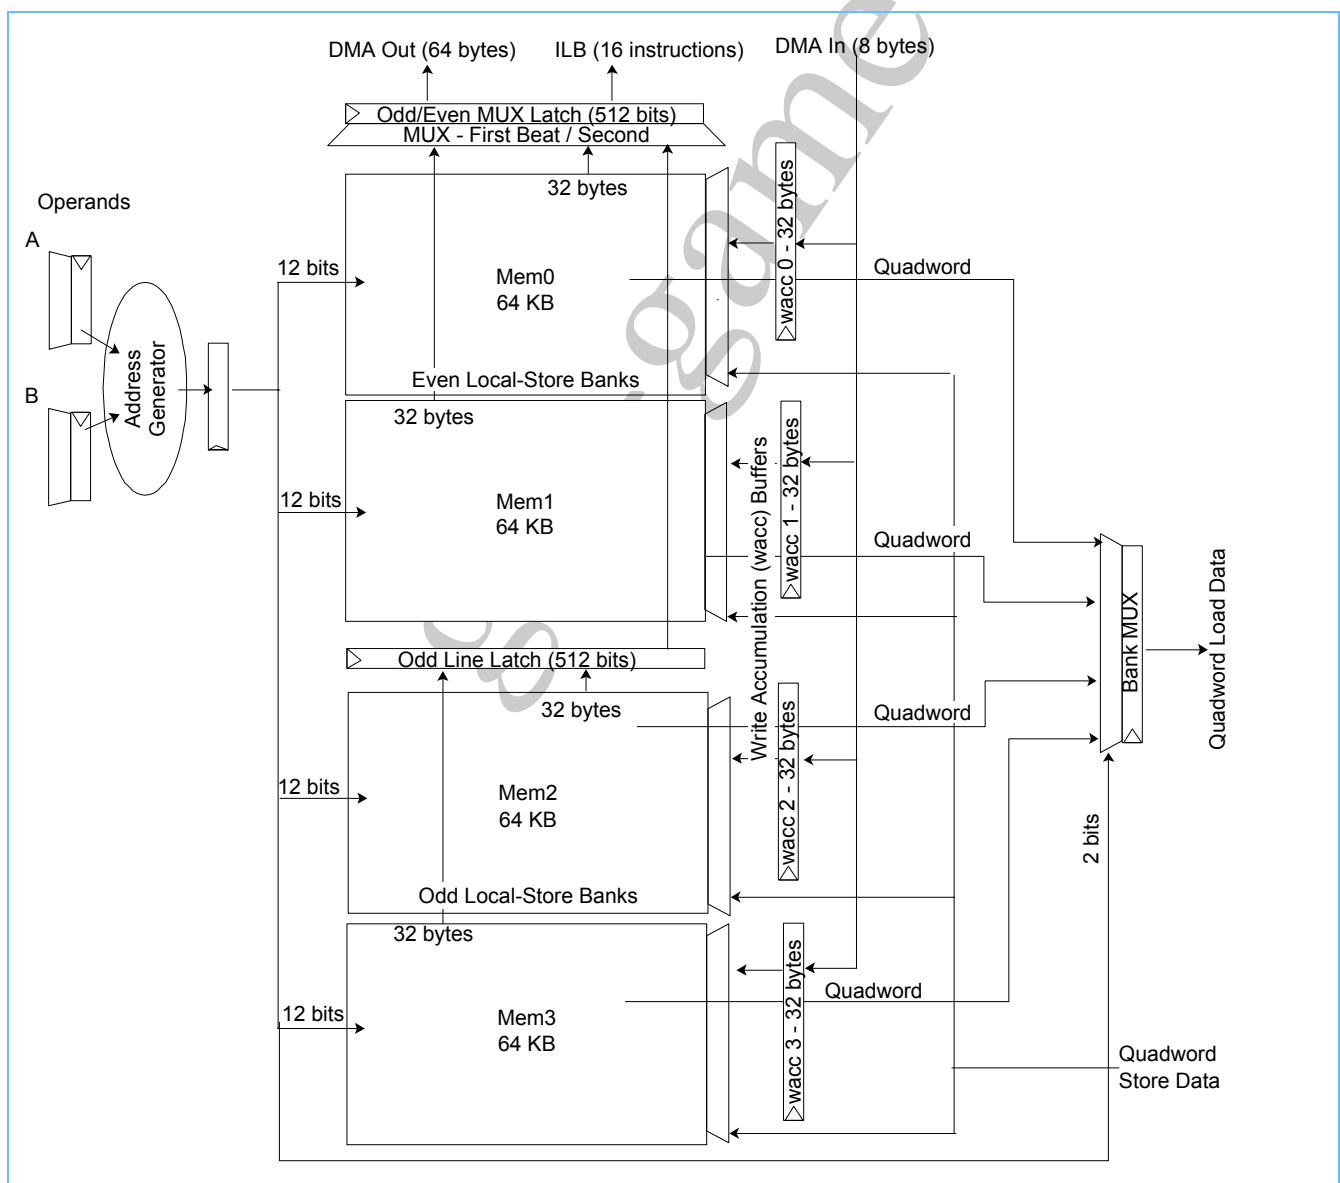 DMA Out (64 bytes)
ILB (16 instructions)
DMA In (8 bytes)
Odd/Even MUX Latch (512 bits)
MUX - First Beat / Second
32 bytes
wacc 0 - 32 bytes
Operands
A
12 bits
Mem0
64 KB
Quadword
Address
Generator
B
Even Local-Store Banks
32 bytes
12 bits
Mem1
64 KB
wacc 1 - 32 bytes
Write Accumulation (wacc) Buffers
Quadword
Bank MUX
Quadword Load Data
Odd Line Latch (512 bits)
32 bytes
Quadword
12 bits
Mem2
64 KB
wacc 2 - 32 bytes
2 bits
Odd Local-Store Banks
32 bytes
12 bits
Mem3
64 KB
wacc 3 - 32 bytes
Quadword
Quadword
Store Data